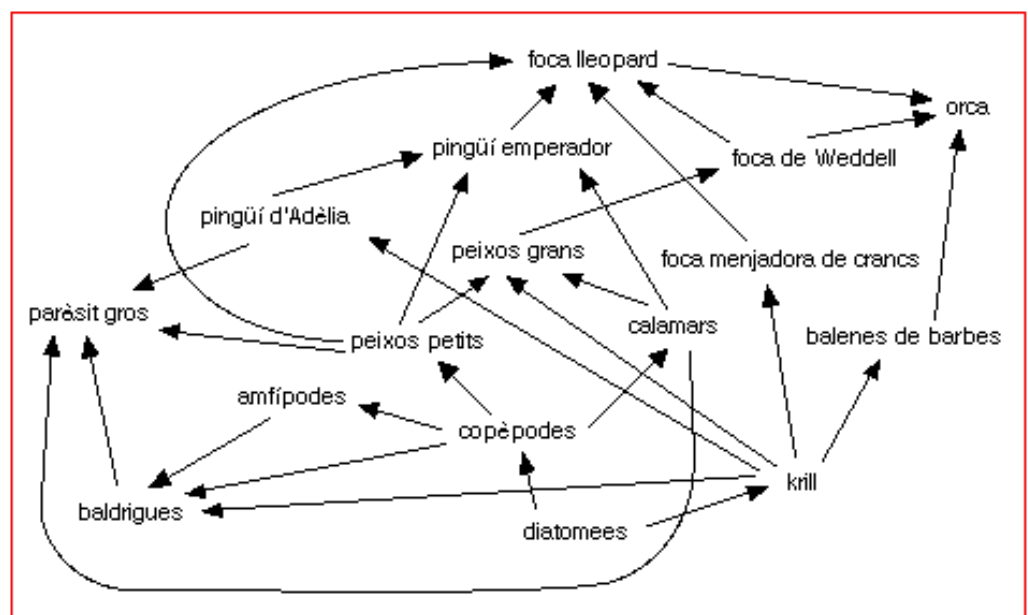 foca lleopard
orca
pingüí emperador
foca de Weddell
pingüí d'Adèlia
peixos grans
foca menjadora de crancs
paràsit gros
peixos petits
calamars
balenes de barbes
amfípodes
copèpodes
krill
baldrigues
diatomees